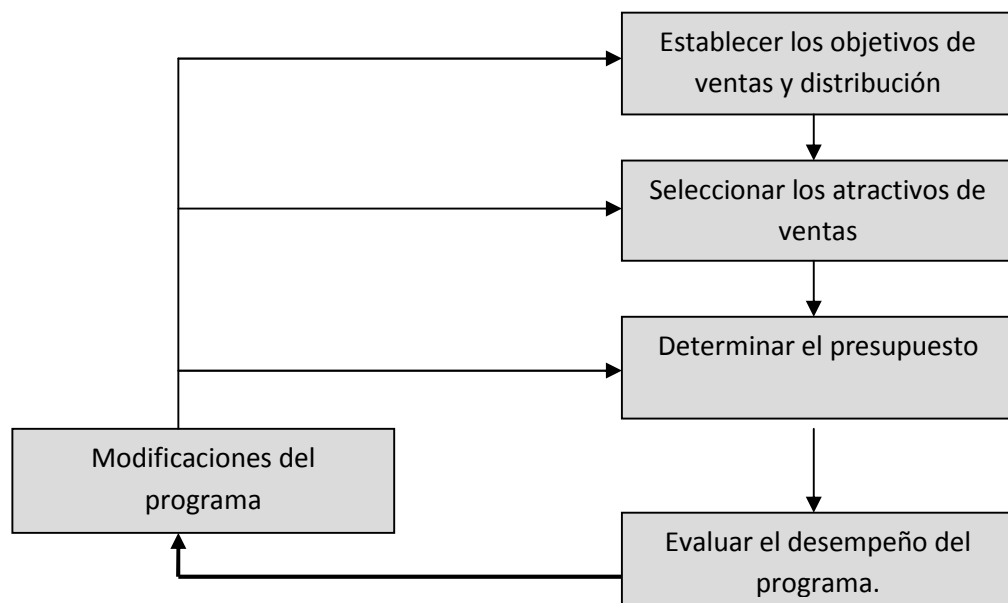 Establecer los objetivos de
ventas y distribución
Seleccionar los atractivos de
ventas
Determinar el presupuesto
Modificaciones del
programa
Evaluar el desempeño del
programa.